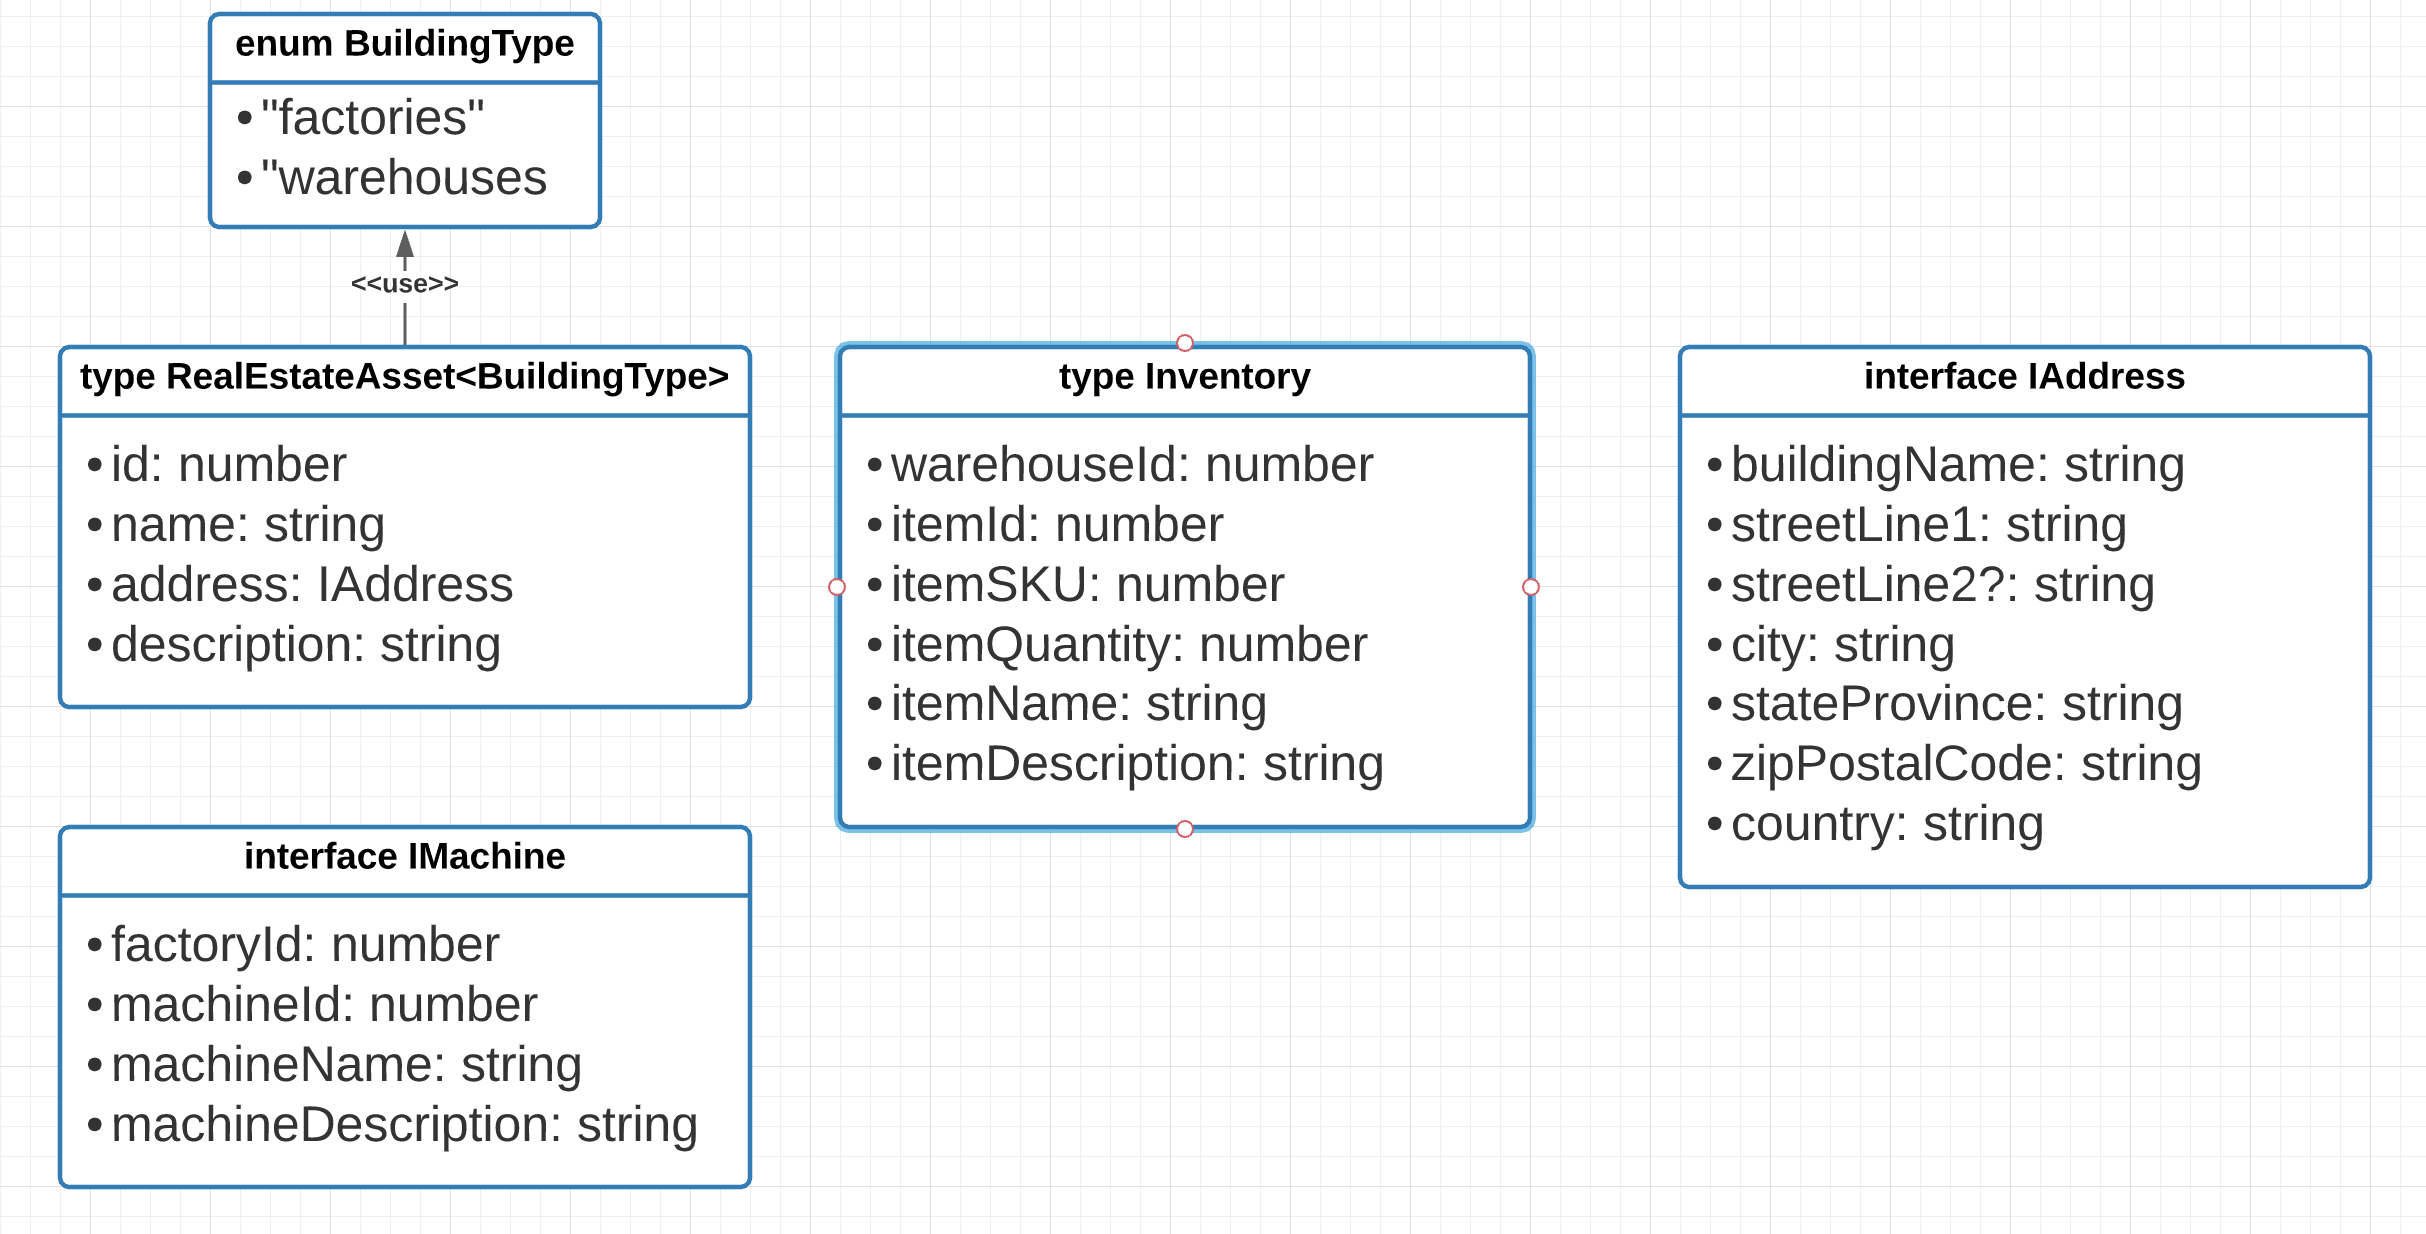 enum BuildingType
• "factories"
• "warehouses
<<use>>
type RealEstateAsset<BuildingType>
• id: number
• name: string
• address: IAddress
• description: string
type Inventory
• warehouseId: number
• itemId: number
• itemSKU: number
• itemQuantity: number
• itemName: string
• itemDescription: string
interface IAddress
• buildingName: string
• streetLine1: string
• streetLine2?: string
• city: string
• stateProvince: string
• zipPostalCode: string
• country: string
interface IMachine
• factoryId: number
• machineId: number
• machineName: string
• machineDescription: string